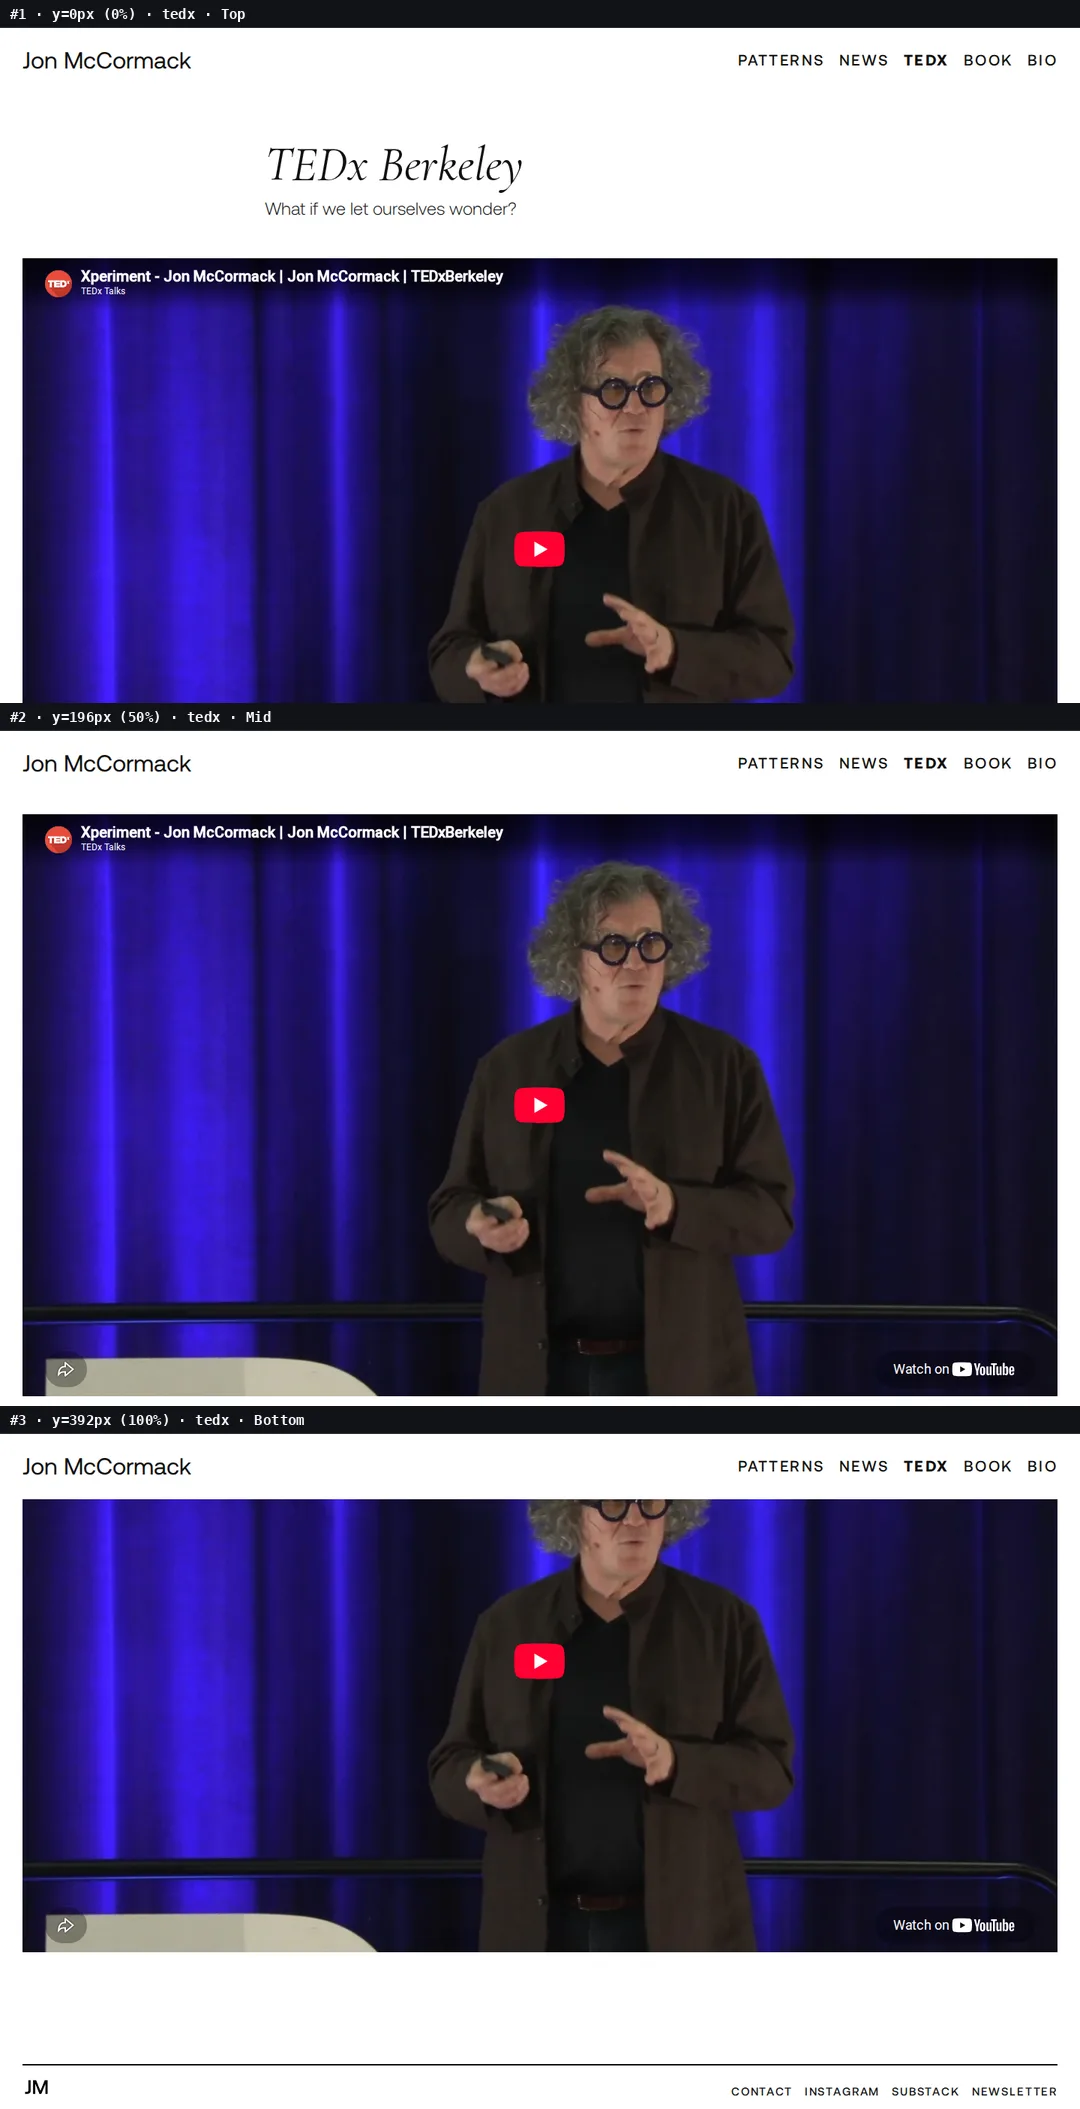 #1 · y=0px (0%) · tedx · Top
Jon McCormack
PATTERNS NEWS TEDX BOOK BIO
TEDx Berkeley
What if we let ourselves wonder?
TEDx
Xperiment - Jon McCormack | Jon McCormack | TEDxBerkeley
TEDx Talks
#2 · y=196px (50%) · tedx · Mid
Jon McCormack
PATTERNS NEWS TEDX BOOK BIO
TEDx
Xperiment - Jon McCormack | Jon McCormack | TEDxBerkeley
TEDx Talks
Watch on YouTube
#3 · y=392px (100%) · tedx · Bottom
Jon McCormack
PATTERNS NEWS TEDX BOOK BIO
Watch on YouTube
JM
CONTACT INSTAGRAM SUBSTACK NEWSLETTER